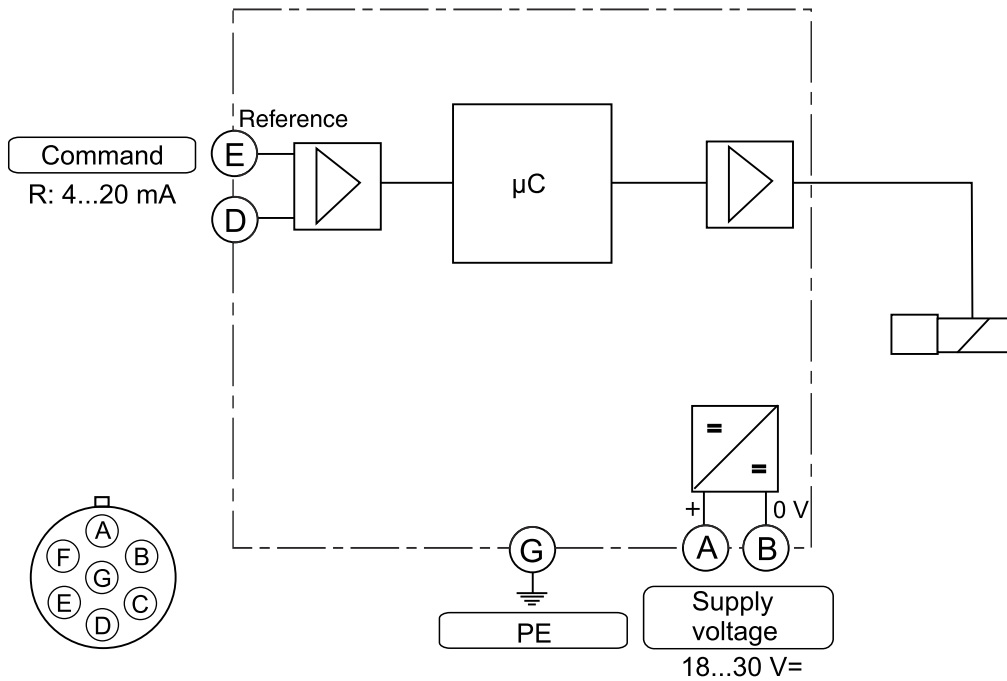 Reference
Command
E
R: 4...20 mA
D
µC
=
=
+
0 V
G
A
B
PE
Supply
voltage
18...30 V=
A
F
B
G
E
C
D